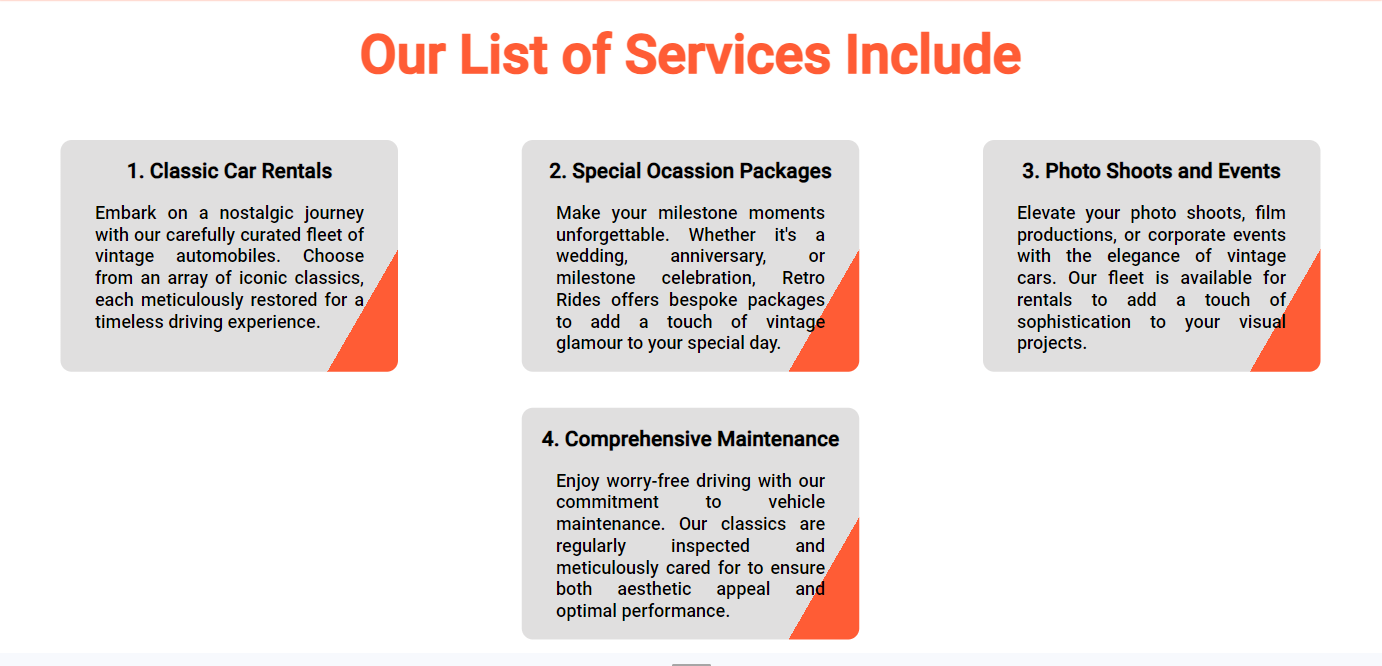 Our List of Services Include
1. Classic Car Rentals
Embark on a nostalgic journey
with our carefully curated fleet of
vintage automobiles. Choose
from an array of iconic classics,
each meticulously restored for a
timeless driving experience.
2. Special Ocassion Packages
Make your milestone moments
unforgettable. Whether it's a
wedding, anniversary, or
milestone celebration, Retro
Rides offers bespoke packages
to add a touch of vintage
glamour to your special day.
3. Photo Shoots and Events
Elevate your photo shoots, film
productions, or corporate events
with the elegance of vintage
cars. Our fleet is available for
rentals to add a touch of
sophistication to your visual
projects.
4. Comprehensive Maintenance
Enjoy worry-free driving with our
commitment to vehicle
maintenance. Our classics are
regularly inspected and
meticulously cared for to ensure
both aesthetic appeal and
optimal performance.